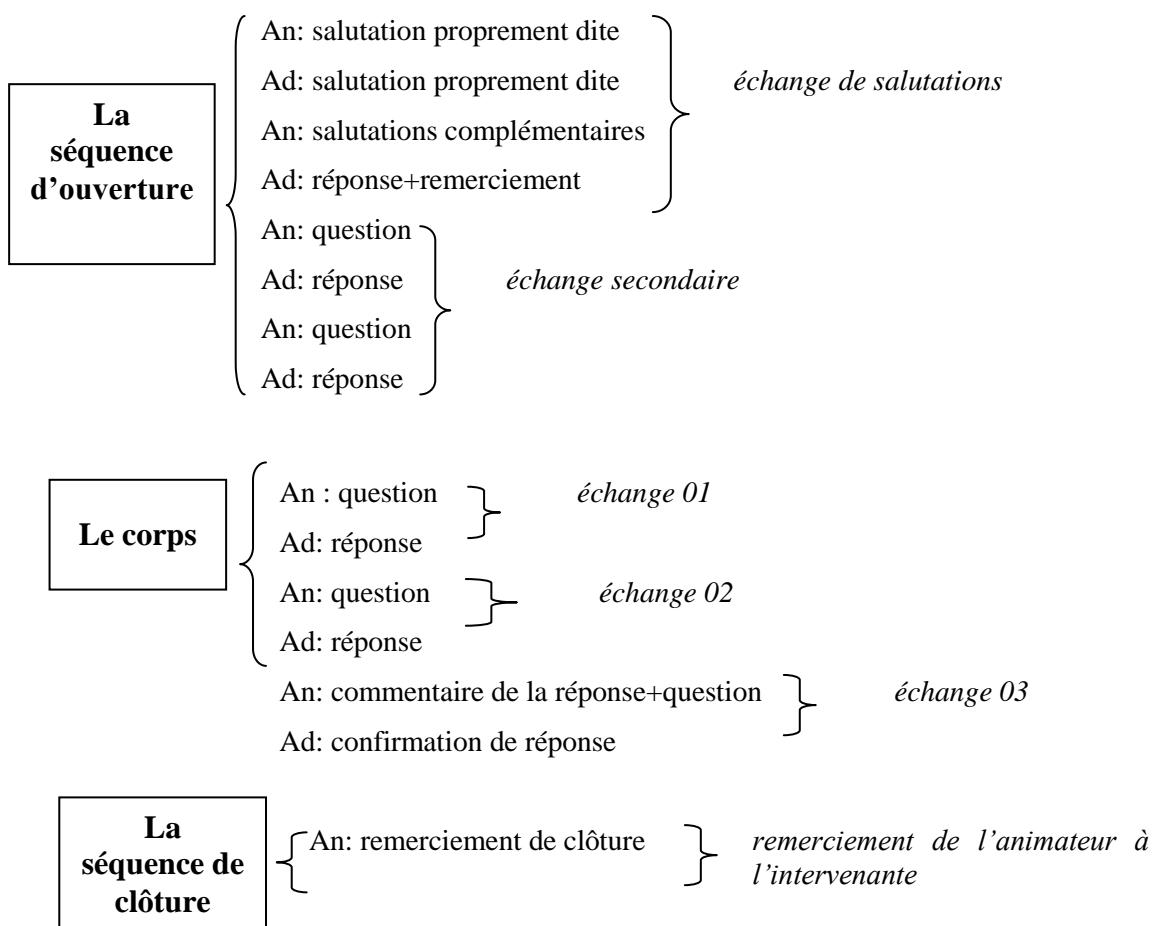 An: salutation proprement dite
Ad: salutation proprement dite
échange de salutations
An: salutations complémentaires
Ad: réponse+remerciement
La
séquence
d’ouverture
An: question
Ad: réponse
échange secondaire
An: question
Ad: réponse
Le corps
An : question
échange 01
Ad: réponse
An: question
échange 02
Ad: réponse
An: commentaire de la réponse+question
échange 03
Ad: confirmation de réponse
La
séquence de
clôture
An: remerciement de clôture
remerciement de l’animateur à
l’intervenante